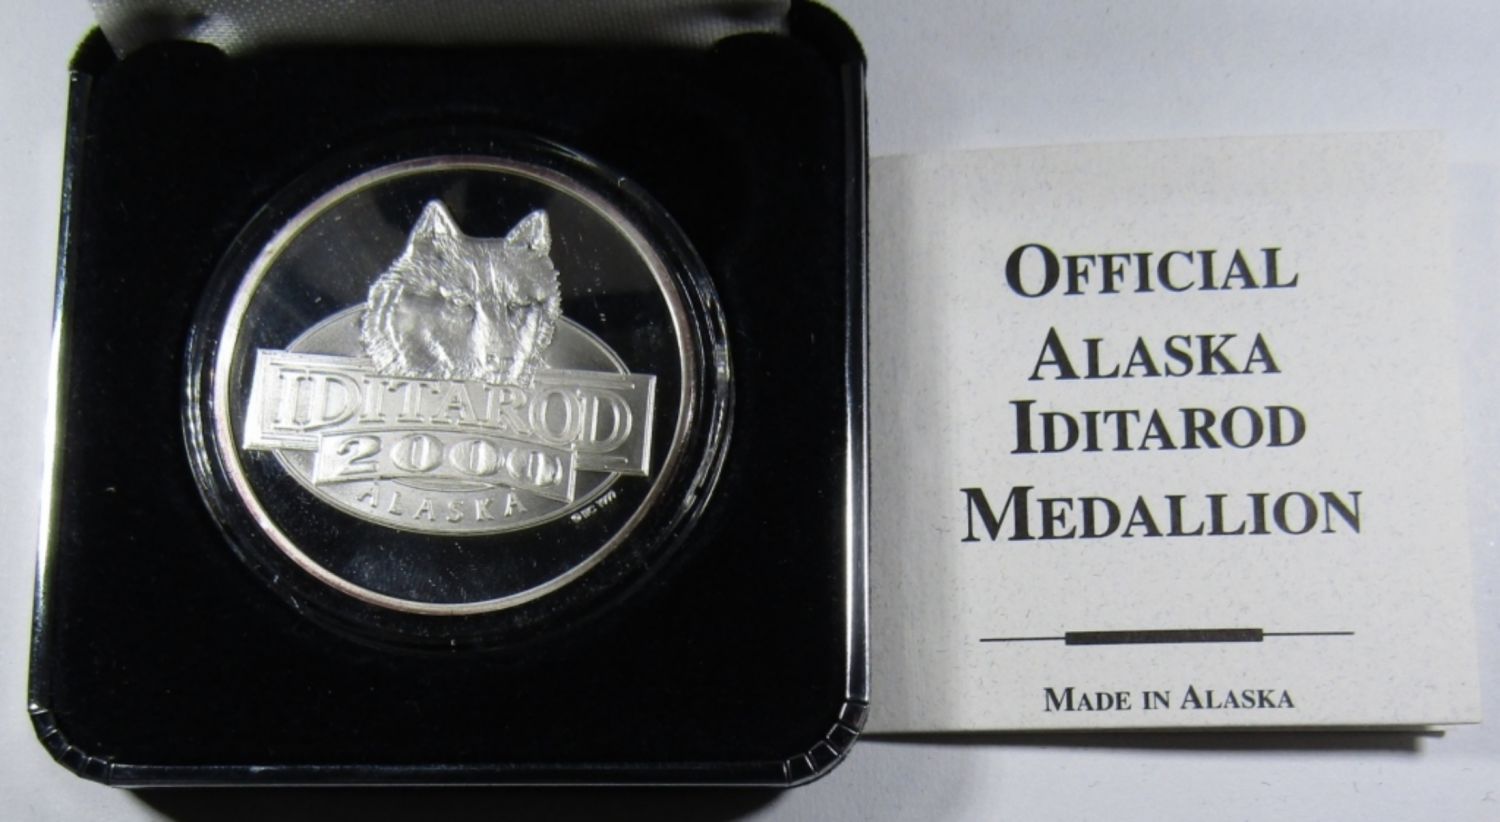 IDITAROD
2000
ALASKA
OFFICIAL
ALASKA
IDITAROD
MEDALLION
MADE IN ALASKA